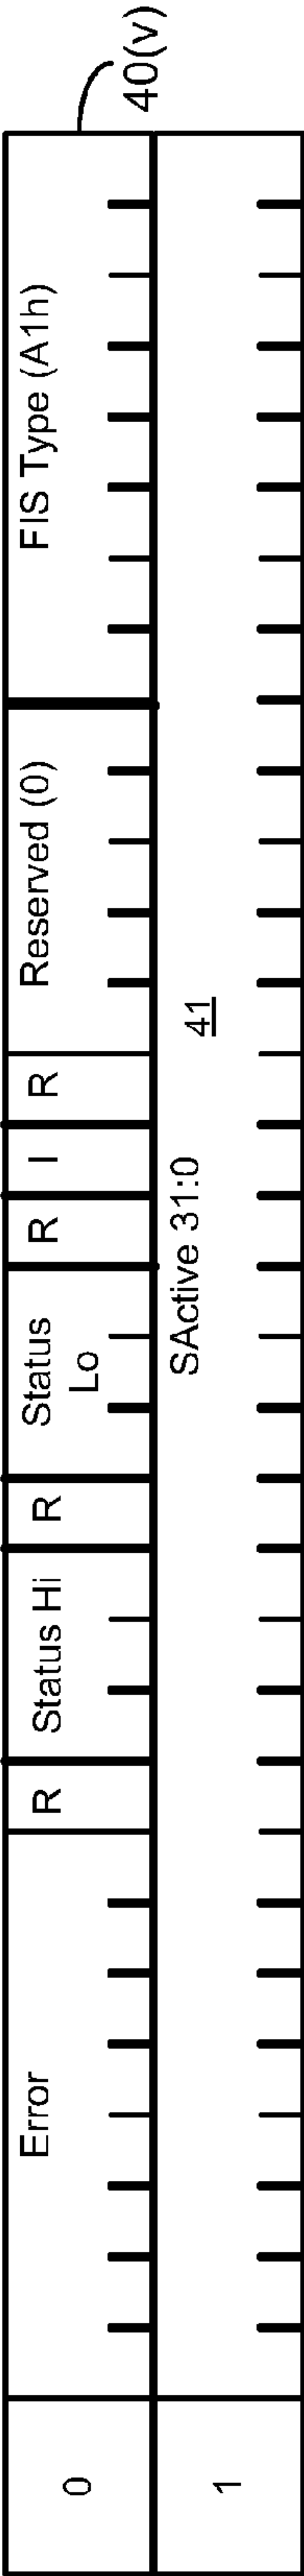 40(v)
0 Error R Status Hi R Status Lo R I R Reserved (0) FIS Type (A1h)
1 SActive 31:0 41